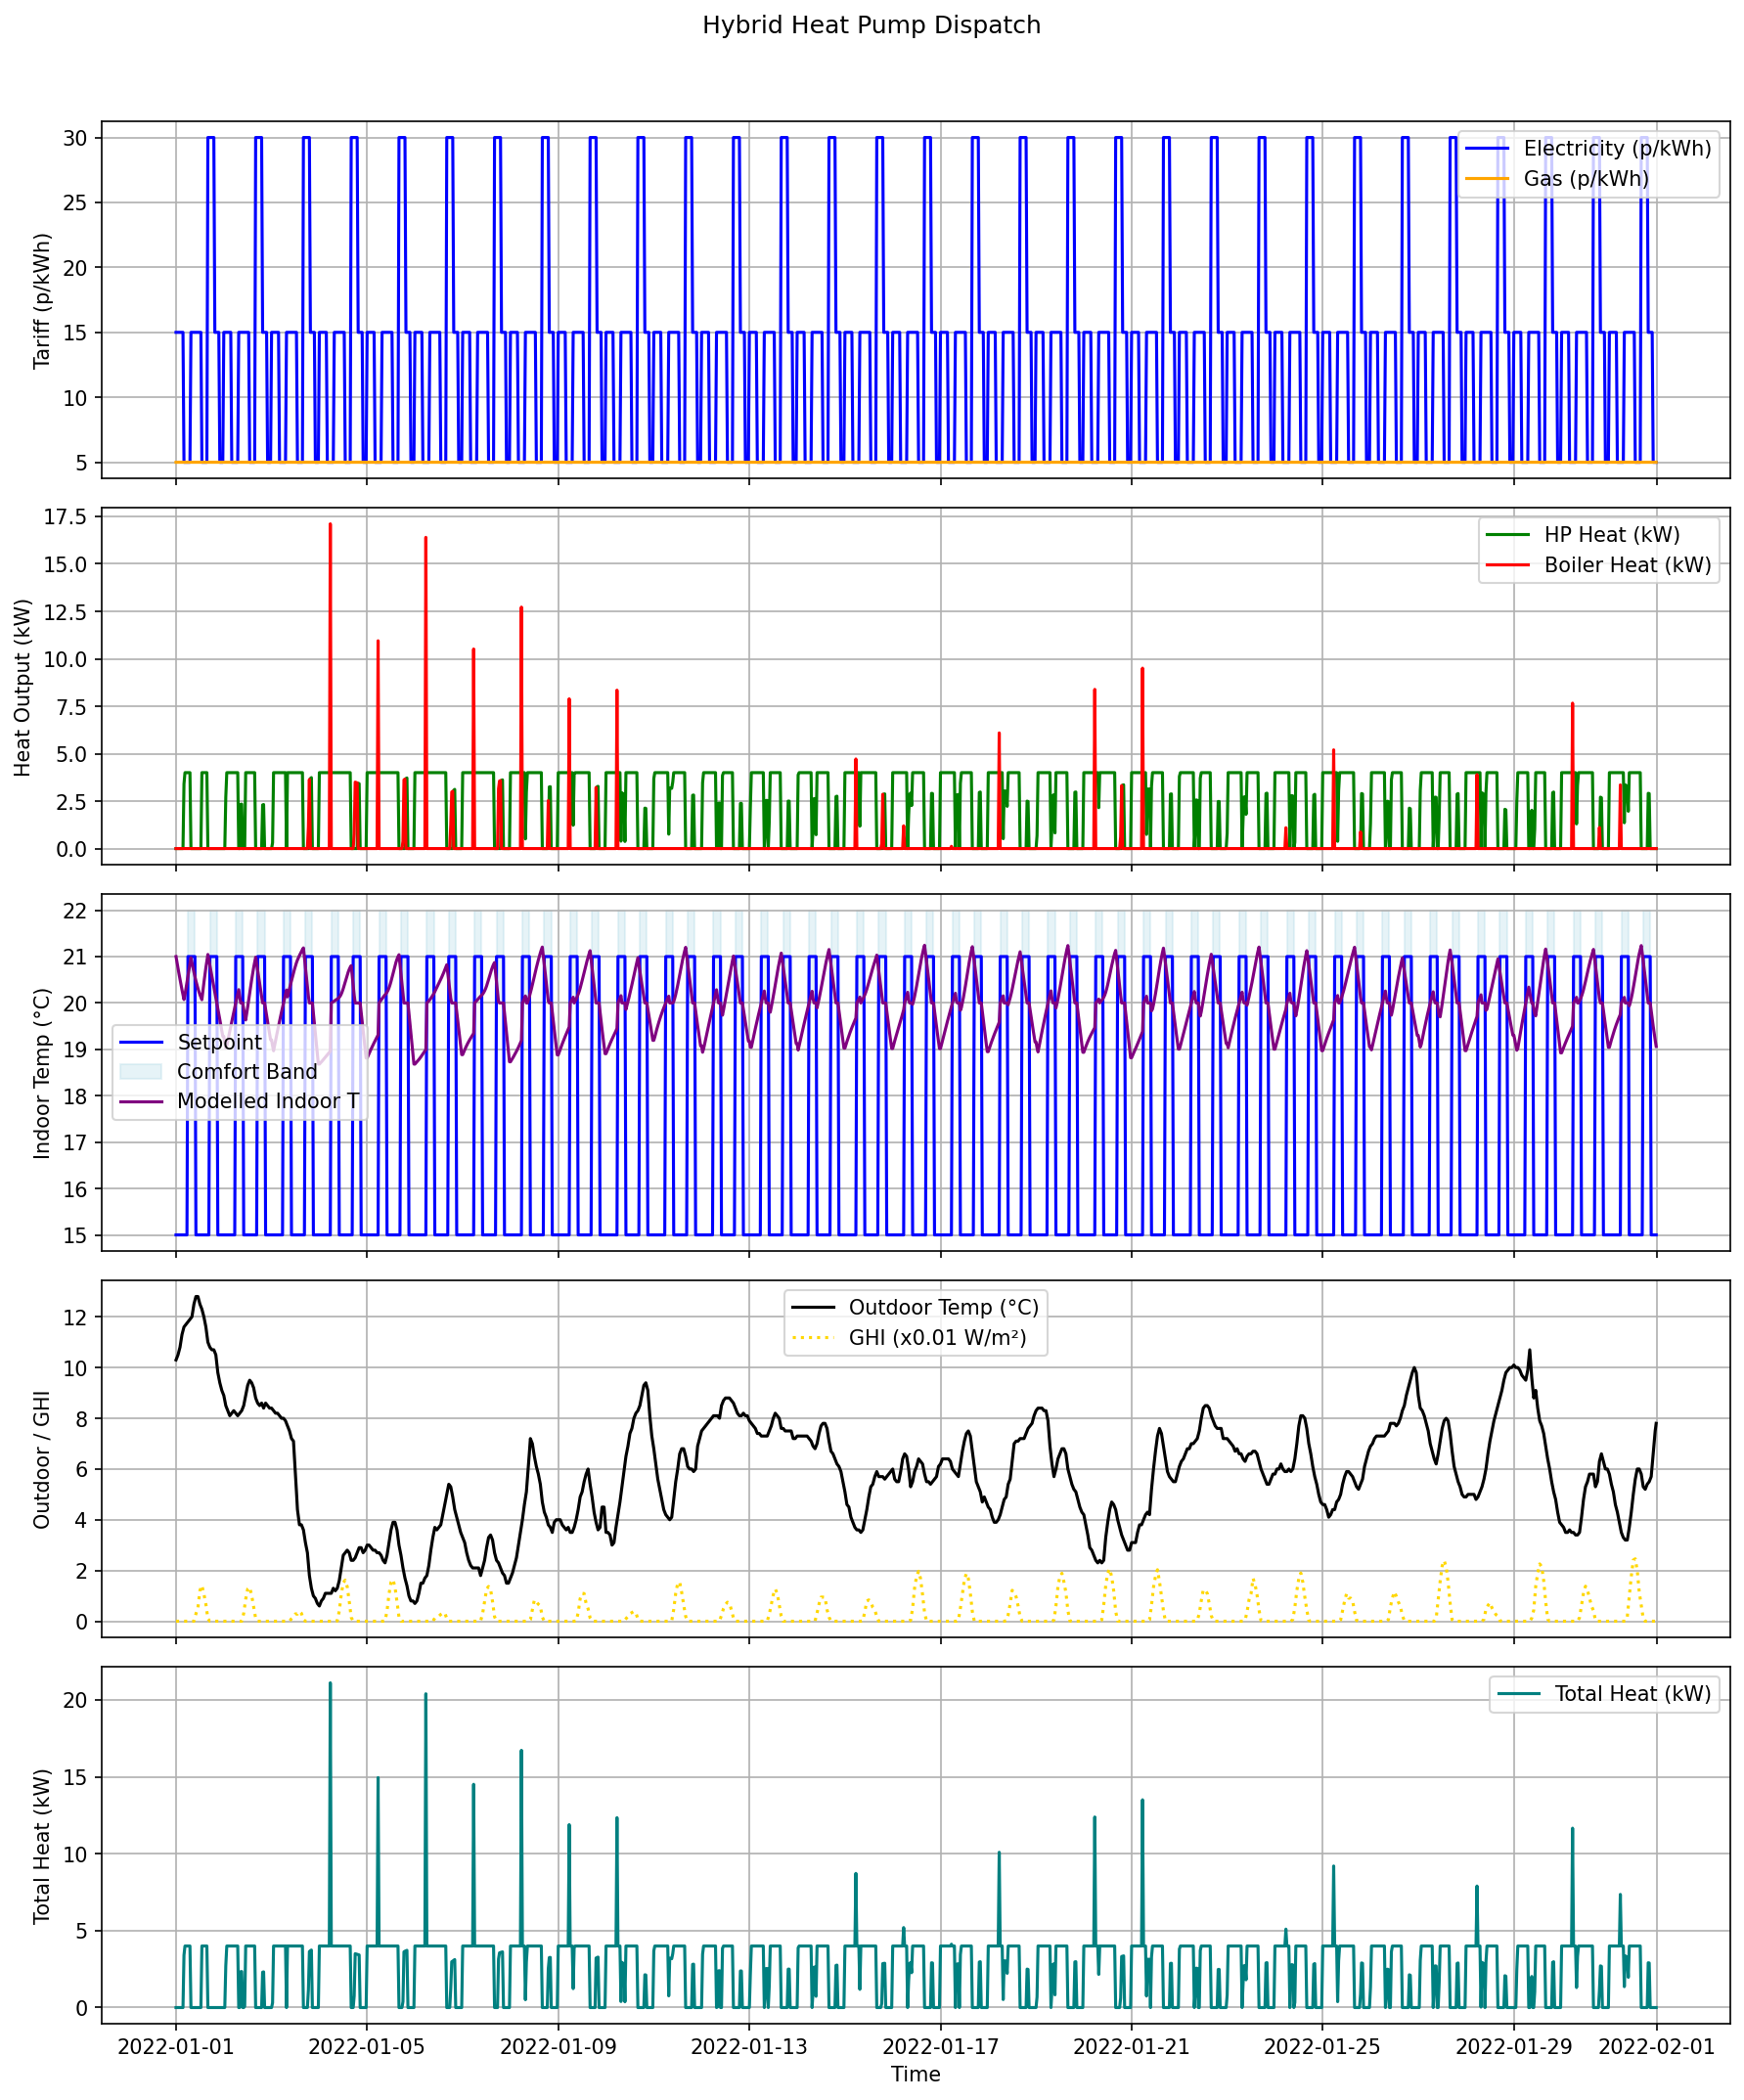 Hybrid Heat Pump Dispatch
Tariff (p/kWh)
30
25
20
15
10
5
Electricity (p/kWh)
Gas (p/kWh)
Heat Output (kW)
17.5
15.0
12.5
10.0
7.5
5.0
2.5
0.0
HP Heat (kW)
Boiler Heat (kW)
Indoor Temp (°C)
22
21
20
19
18
17
16
15
Setpoint
Comfort Band
Modelled Indoor T
Outdoor / GHI
12
10
8
6
4
2
0
Outdoor Temp (°C)
GHI (x0.01 W/m²)
Total Heat (kW)
20
15
10
5
0
Total Heat (kW)
2022-01-01 2022-01-05 2022-01-09 2022-01-13 2022-01-17 2022-01-21 2022-01-25 2022-01-29 2022-02-01
Time